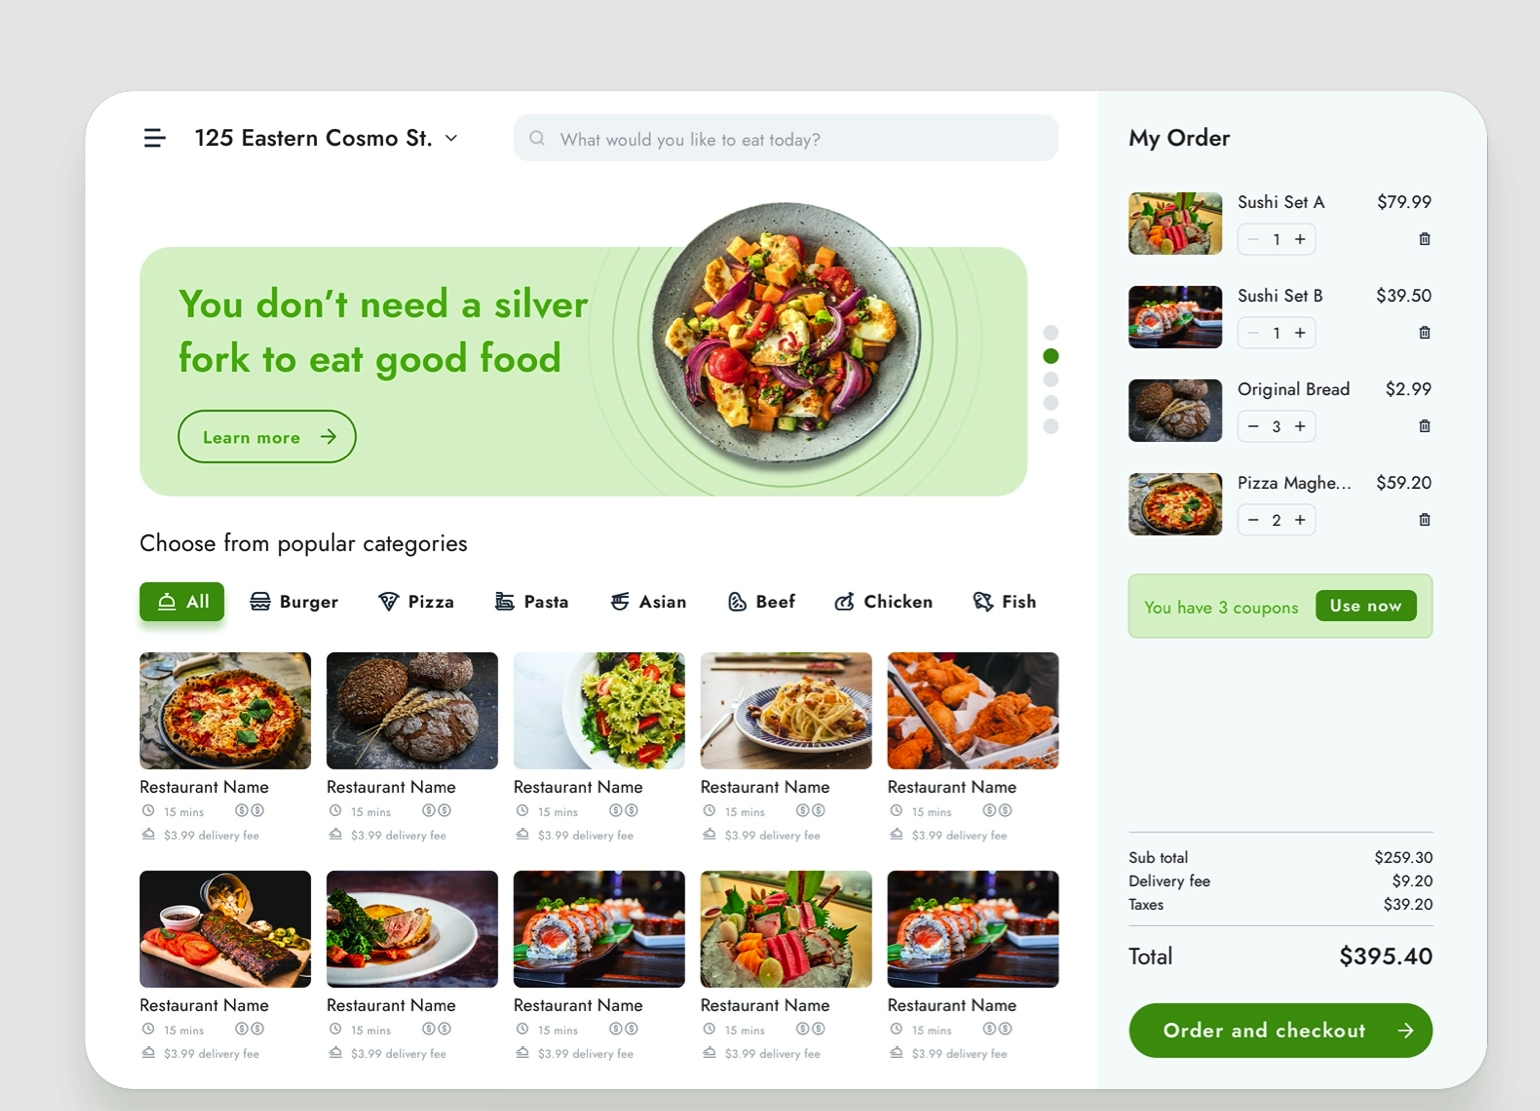 125 Eastern Cosmo St.
What would you like to eat today?
You don't need a silver
fork to eat good food
Learn more
Choose from popular categories
All Burger Pizza Pasta Asian Beef Chicken Fish
Restaurant Name Restaurant Name Restaurant Name Restaurant Name Restaurant Name
15 mins 15 mins 15 mins 15 mins 15 mins
$3.99 delivery fee $3.99 delivery fee $3.99 delivery fee $3.99 delivery fee $3.99 delivery fee
Restaurant Name Restaurant Name Restaurant Name Restaurant Name Restaurant Name
15 mins 15 mins 15 mins 15 mins 15 mins
$3.99 delivery fee $3.99 delivery fee $3.99 delivery fee $3.99 delivery fee $3.99 delivery fee
My Order
Sushi Set A $79.99
− 1 +
Sushi Set B $39.50
− 1 +
Original Bread $2.99
− 3 +
Pizza Maghe... $59.20
− 2 +
You have 3 coupons Use now
Sub total $259.30
Delivery fee $9.20
Taxes $39.20
Total $395.40
Order and checkout